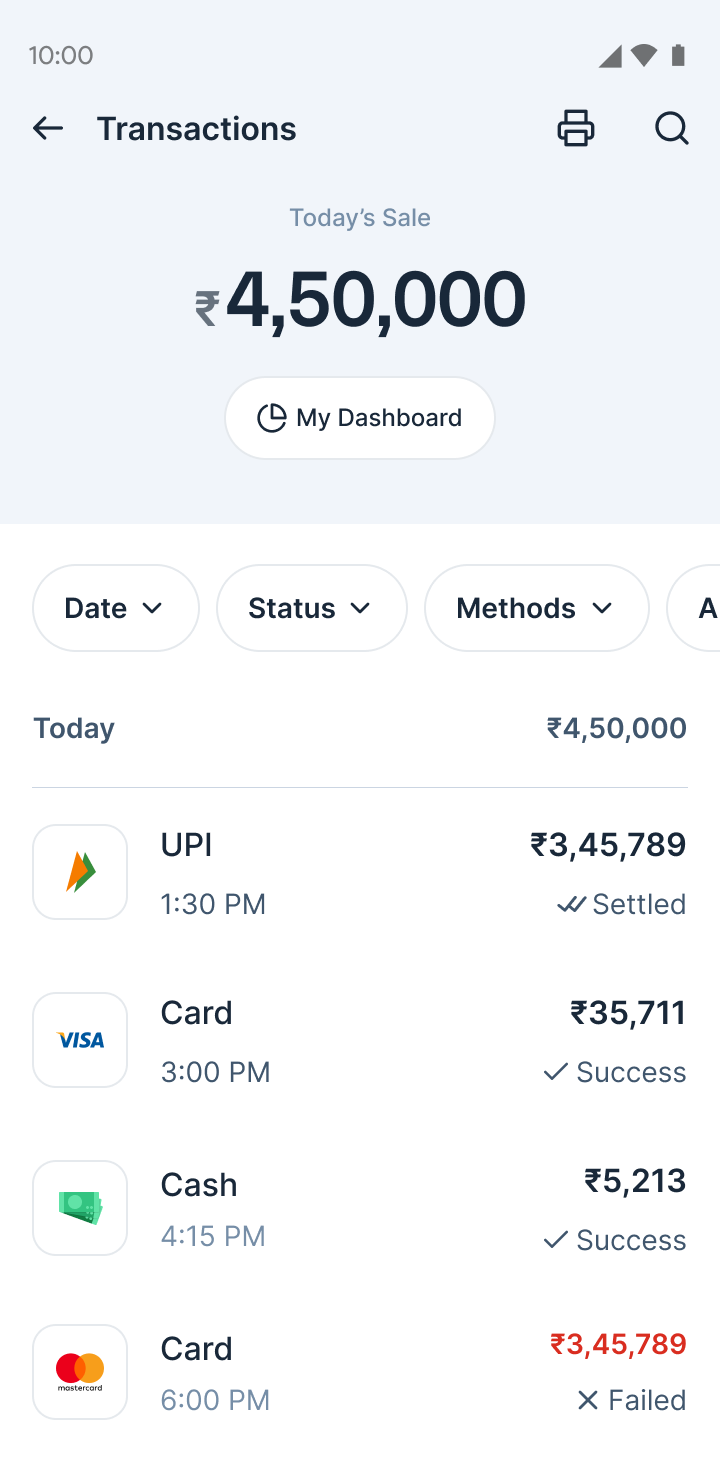 10:00
Transactions
Today’s Sale
₹4,50,000
My Dashboard
Date Status Methods A
Today ₹4,50,000
UPI ₹3,45,789
1:30 PM Settled
VISA Card ₹35,711
3:00 PM Success
Cash ₹5,213
4:15 PM Success
Card ₹3,45,789
mastercard 6:00 PM Failed